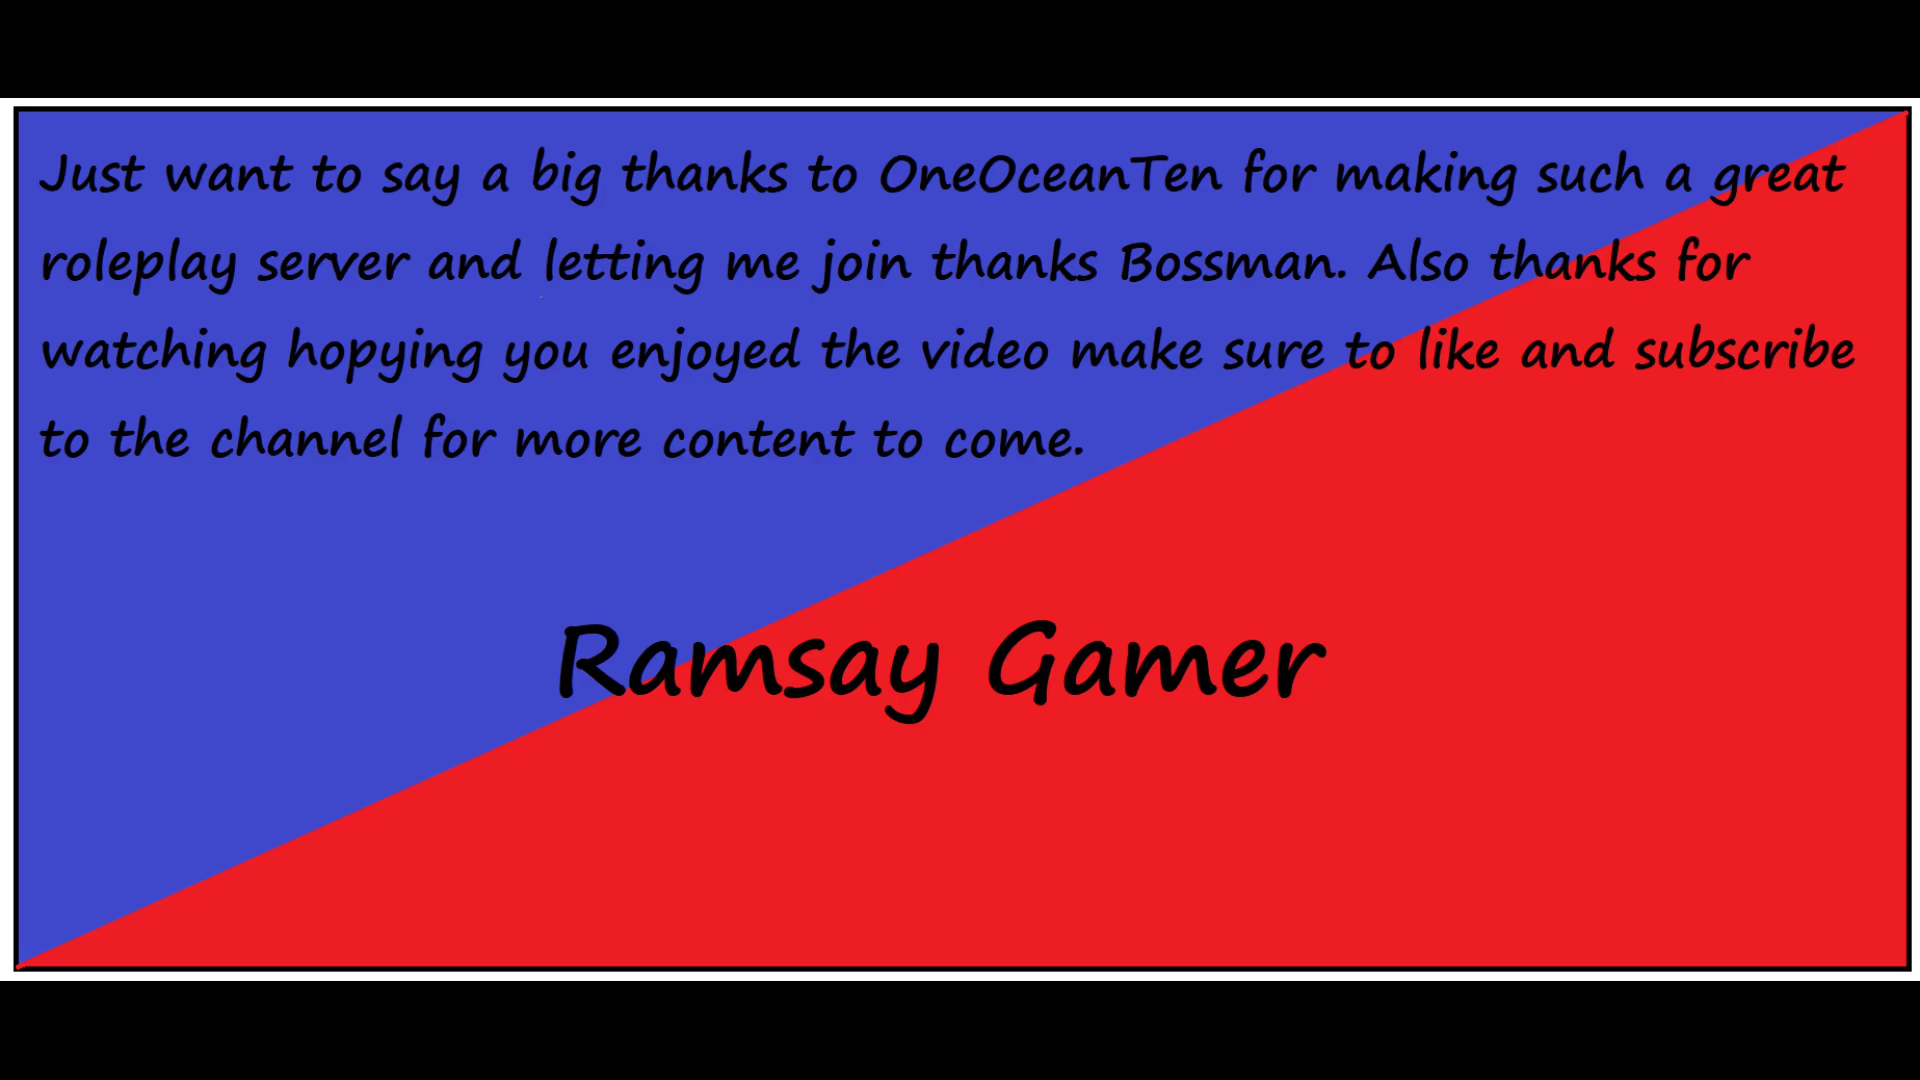 Just want to say a big thanks to OneOceanTen for making such a great
roleplay server and letting me join thanks Bossman. Also thanks for
watching hopying you enjoyed the video make sure to like and subscribe
to the channel for more content to come.
Ramsay Gamer